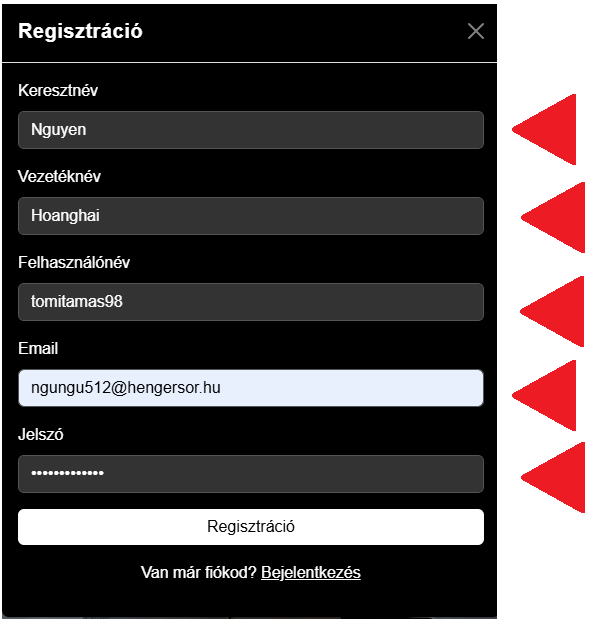 Regisztráció
Keresztnév
Nguyen
Vezetéknév
Hoanghai
Felhasználónév
tomitamas98
Email
ngungu512@hengersor.hu
Jelszó
•••••••••••••
Regisztráció
Van már fiókod? Bejelentkezés